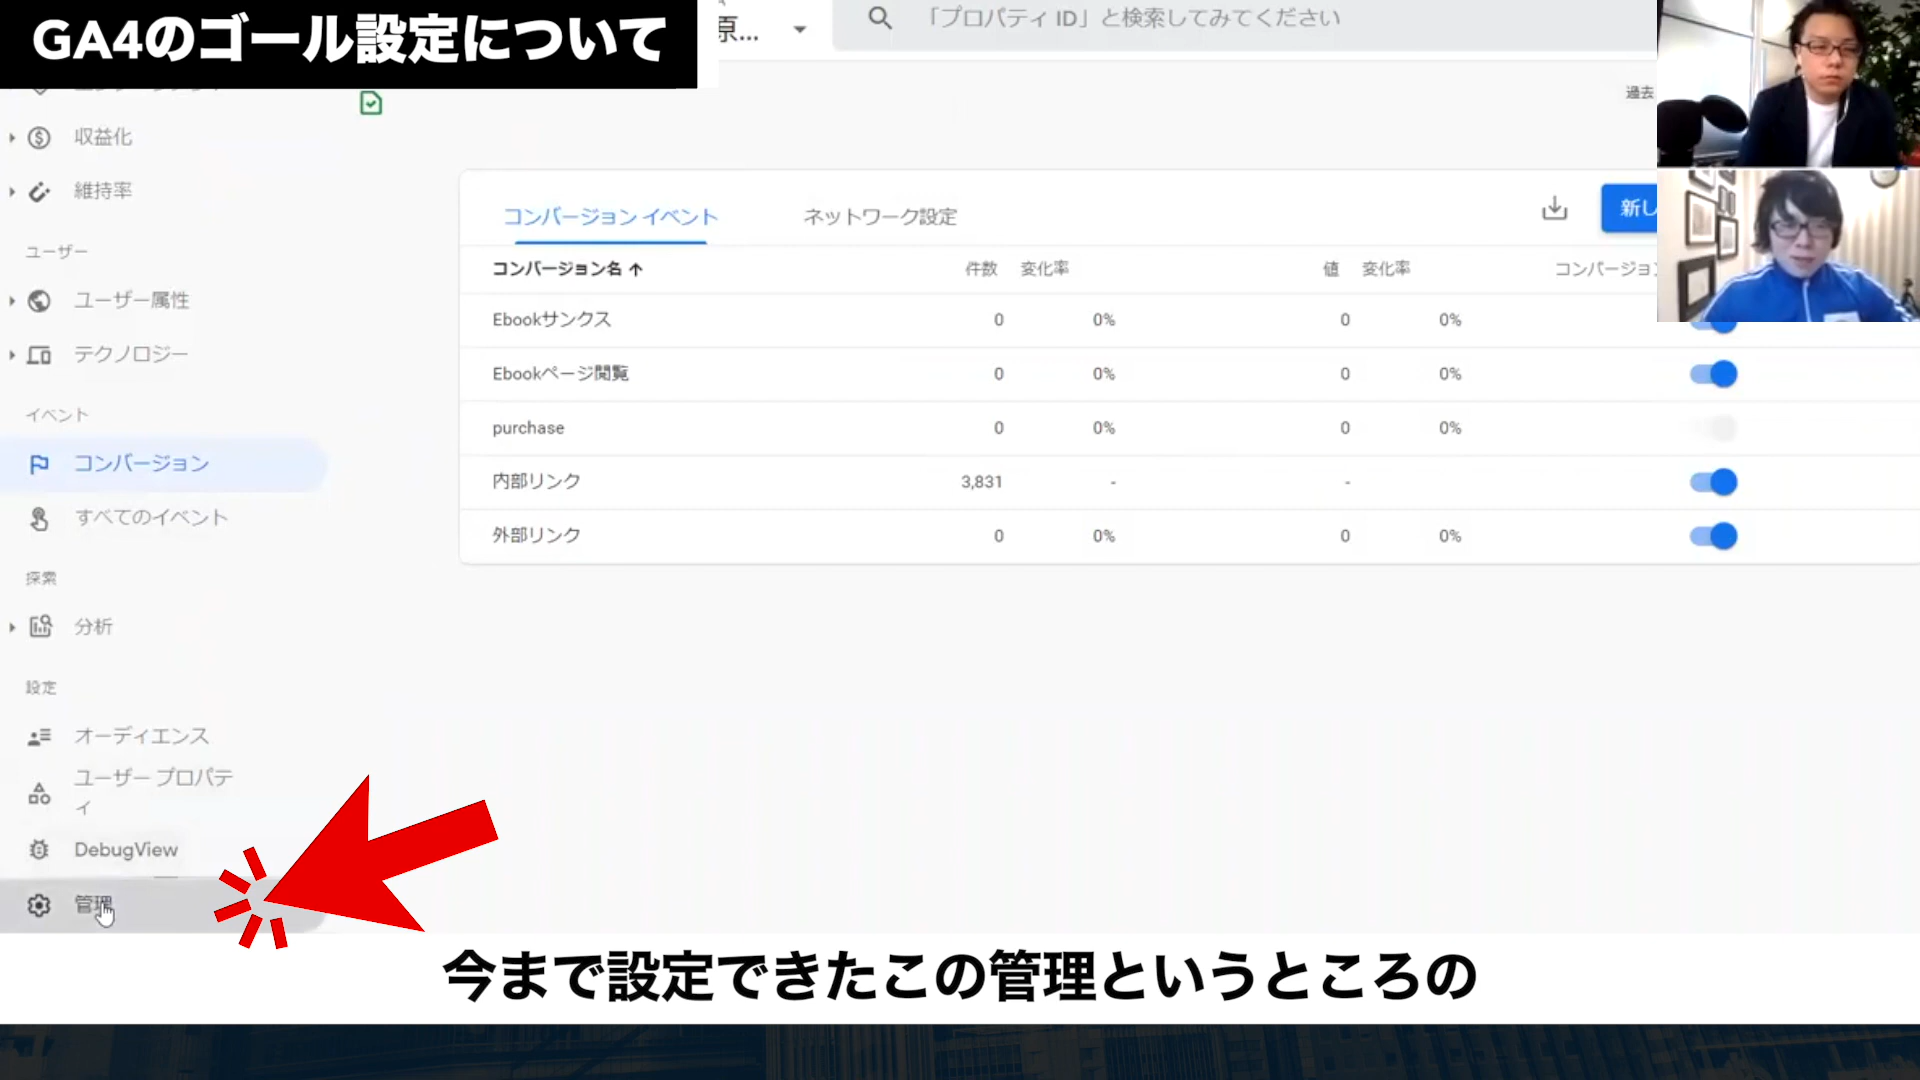 GA4のゴール設定について
原...
「プロパティ ID」と検索してみてください
過去
収益化
維持率
ユーザー
ユーザー属性
テクノロジー
イベント
コンバージョン
すべてのイベント
探索
分析
設定
オーディエンス
ユーザー プロパテ
ィ
DebugView
管理
コンバージョン イベント
ネットワーク設定
新し
コンバージョン名 ↑ 件数 変化率 値 変化率 コンバージョ
Ebookサンクス 0 0% 0 0%
Ebookページ閲覧 0 0% 0 0%
purchase 0 0% 0 0%
内部リンク 3,831 - -
外部リンク 0 0% 0 0%
今まで設定できたこの管理というところの